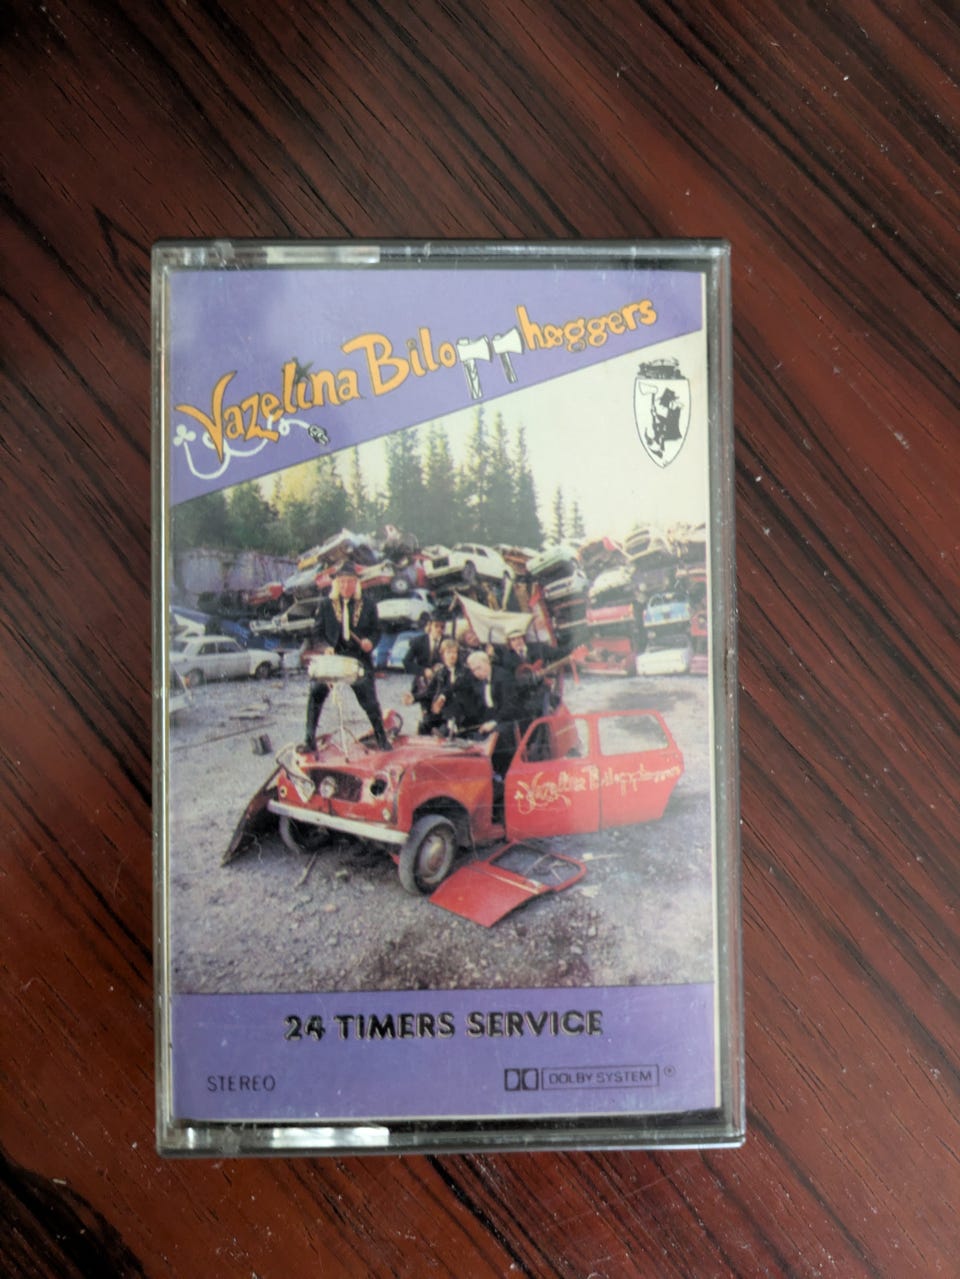 Vazelina Bilopphøggers
Vazelina Bilopphøggers
24 TIMERS SERVICE
STEREO
DOLBY SYSTEM ®